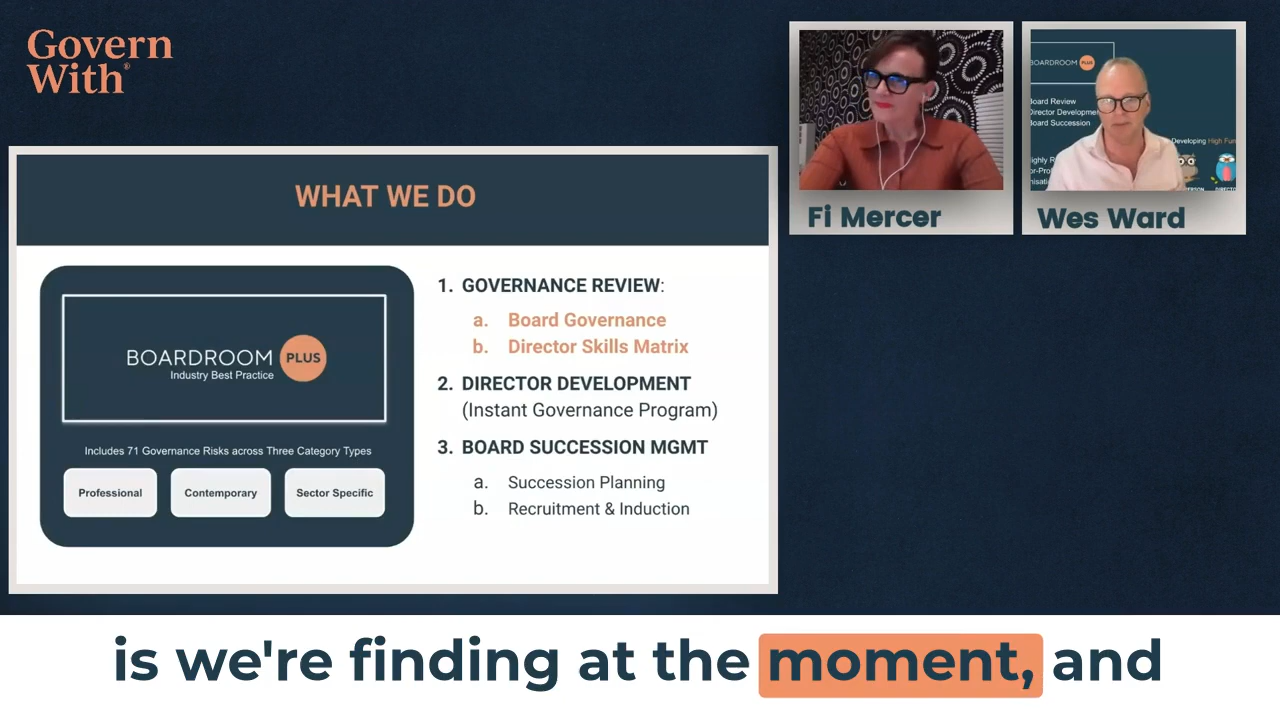 Govern
With®
WHAT WE DO
BOARDROOM PLUS
Industry Best Practice
Includes 71 Governance Risks across Three Category Types
Professional
Contemporary
Sector Specific
1. GOVERNANCE REVIEW:
a. Board Governance
b. Director Skills Matrix
2. DIRECTOR DEVELOPMENT
(Instant Governance Program)
3. BOARD SUCCESSION MGMT
a. Succession Planning
b. Recruitment & Induction
Fi Mercer
BOARDROOM PLUS
Board Review
Director
Board Succession
Developing High
Wes Ward
is we're finding at the moment, and